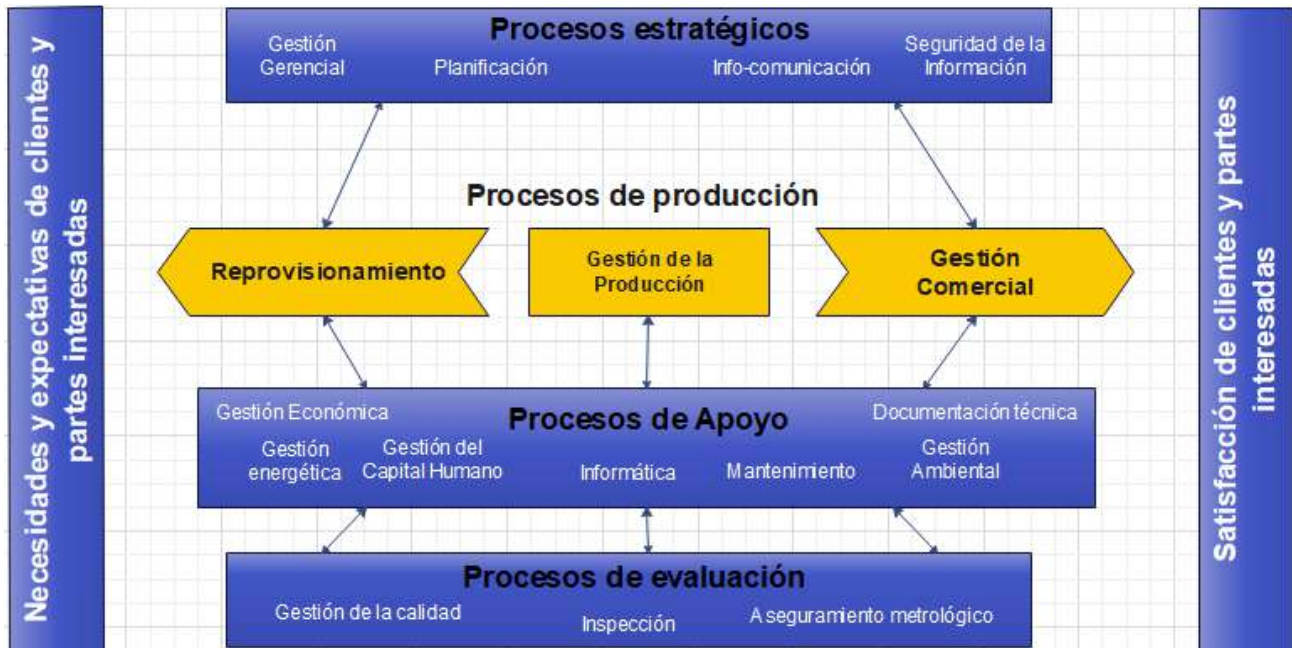 Necesidades y expectativas de clientes y
partes interesadas
Procesos estratégicos
Gestión
Gerencial
Planificación
Info-comunicación
Seguridad de la
Información
Procesos de producción
Reprovisionamiento
Gestión de la
Producción
Gestión
Comercial
Procesos de Apoyo
Gestión Económica
Documentación técnica
Gestión
energética
Gestión del
Capital Humano
Informática
Mantenimiento
Gestión
Ambiental
Procesos de evaluación
Gestión de la calidad
Inspección
Aseguramiento metrológico
Satisfacción de clientes y partes
interesadas